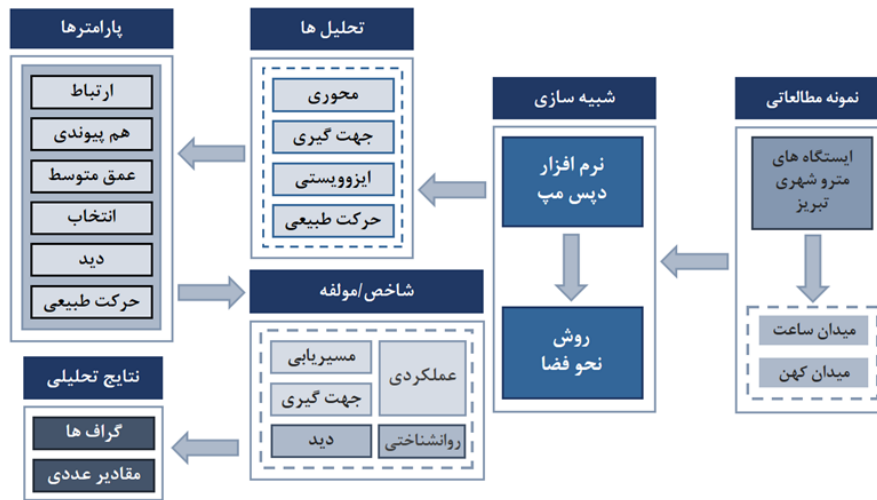 نمونه مطالعاتی
ایستگاه های
مترو شهری
تبریز
میدان ساعت
میدان کهن
شبیه سازی
نرم افزار
دپس مپ
روش
نحو فضا
تحلیل ها
محوری
جهت گیری
ایزوویستی
حرکت طبیعی
پارامترها
ارتباط
هم پیوندی
عمق متوسط
انتخاب
دید
حرکت طبیعی
شاخص/مولفه
عملکردی
مسیریابی
جهت گیری
روانشناختی
دید
نتایج تحلیلی
گراف ها
مقادیر عددی